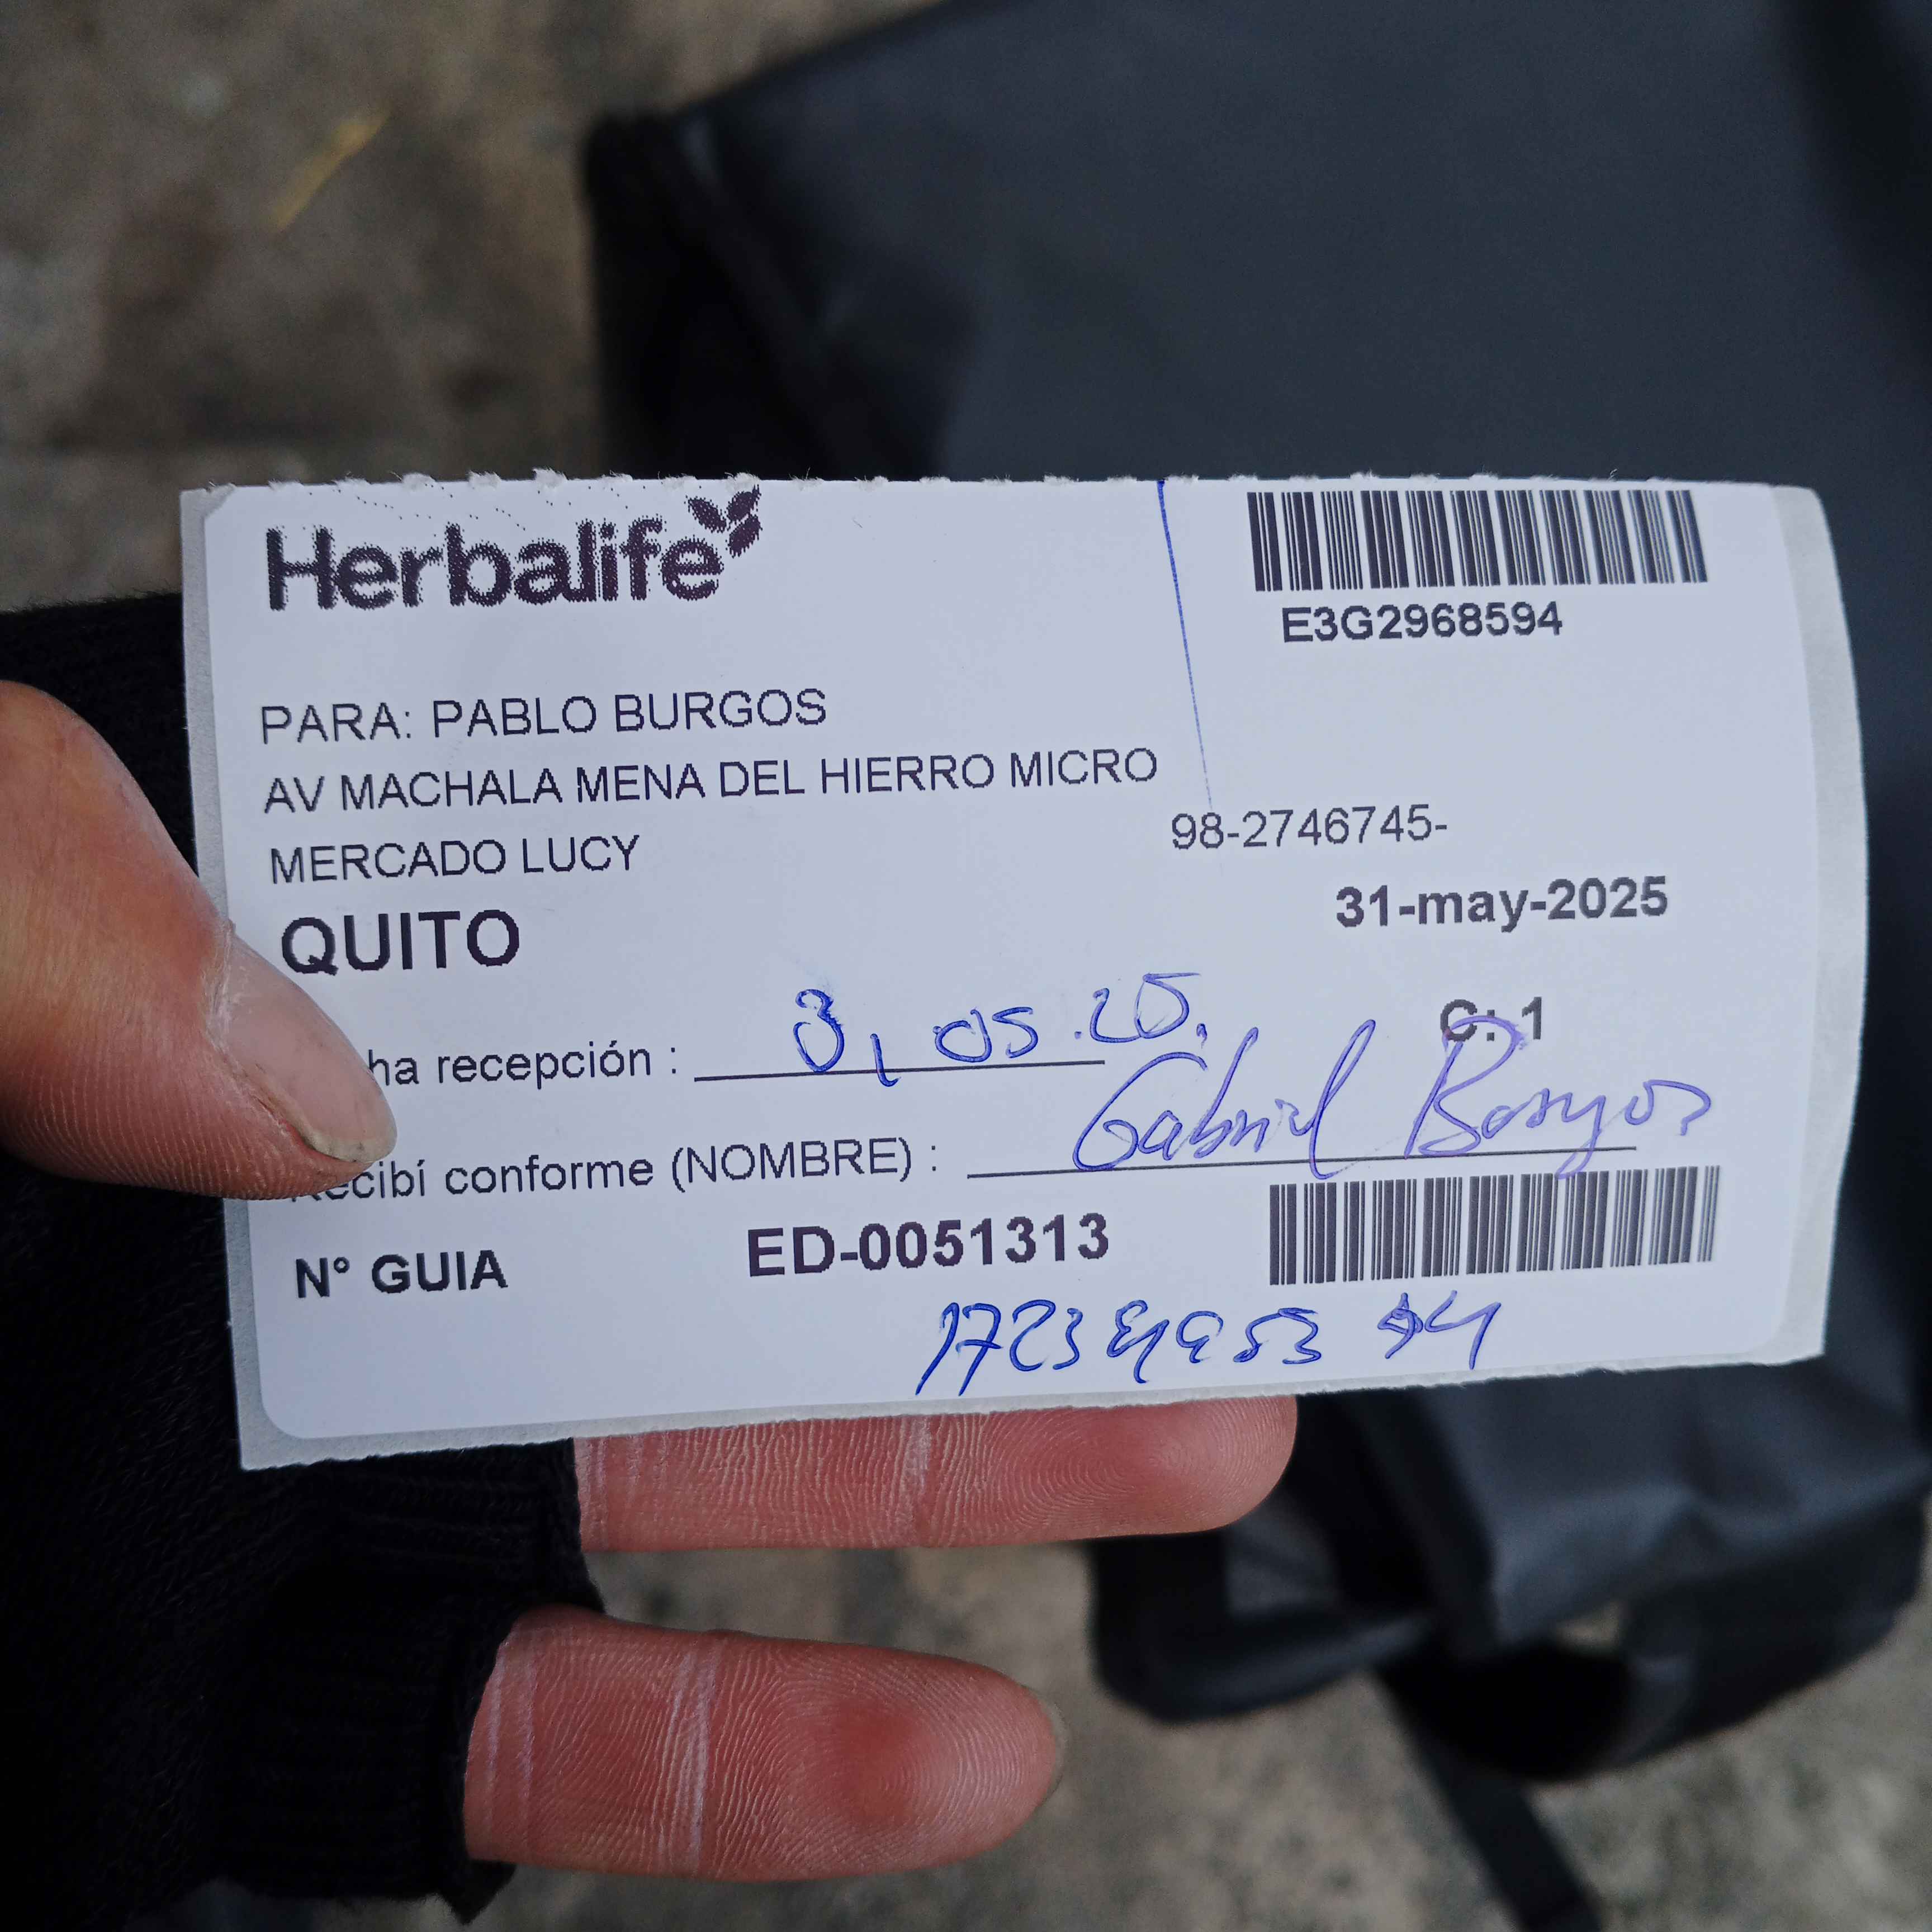 Herbalife
E3G2968594
PARA: PABLO BURGOS
AV MACHALA MENA DEL HIERRO MICRO
MERCADO LUCY
98-2746745-
QUITO
31-may-2025
C: 1
ha recepción : 31.05.25.
Recibí conforme (NOMBRE) : Gabriel Burgos
N° GUIA ED-0051313